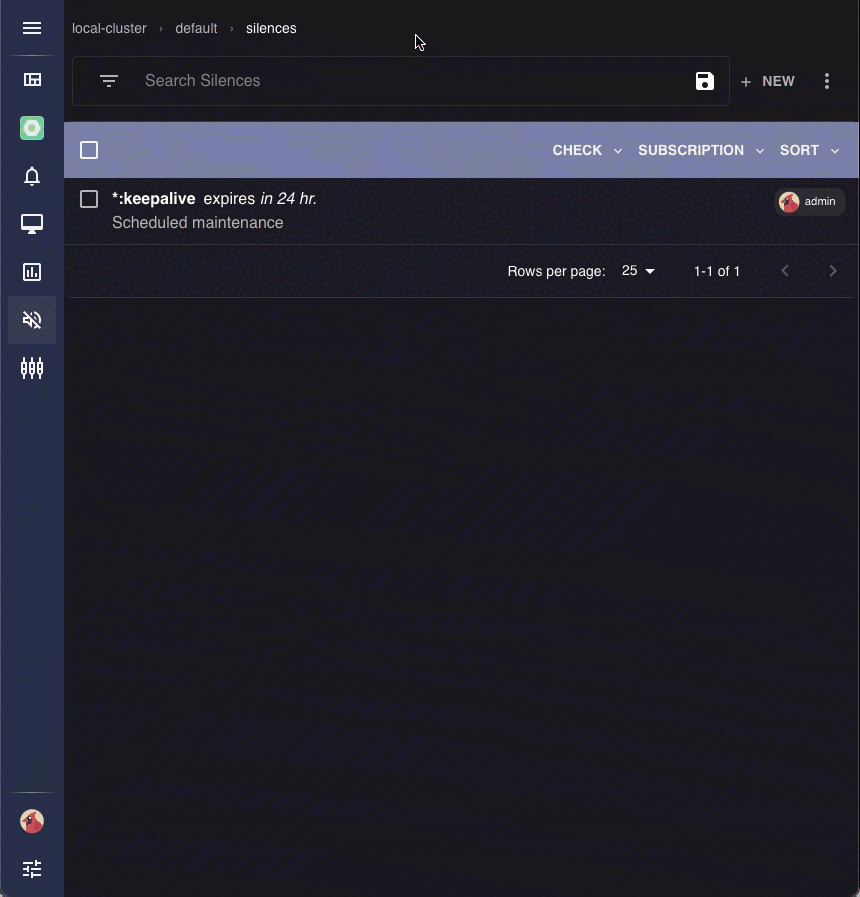 local-cluster › default › silences
Search Silences
+ NEW
CHECK SUBSCRIPTION SORT
*:keepalive expires in 24 hr.
admin
Scheduled maintenance
Rows per page: 25 1-1 of 1